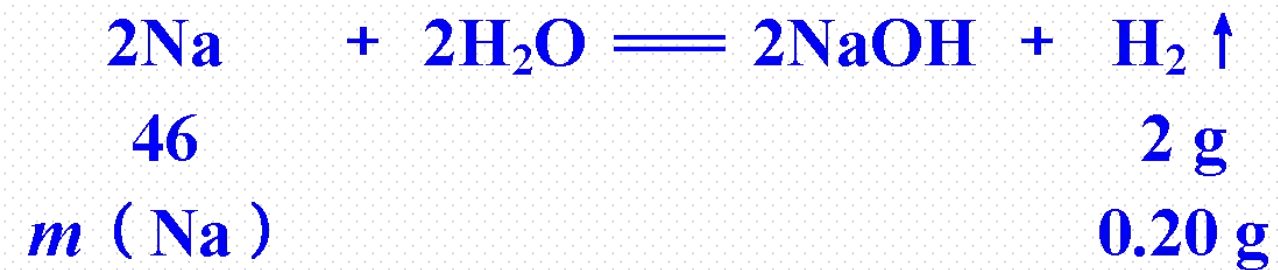 2Na + 2H₂O ══ 2NaOH + H₂↑
46 2 g
m ( Na ) 0.20 g